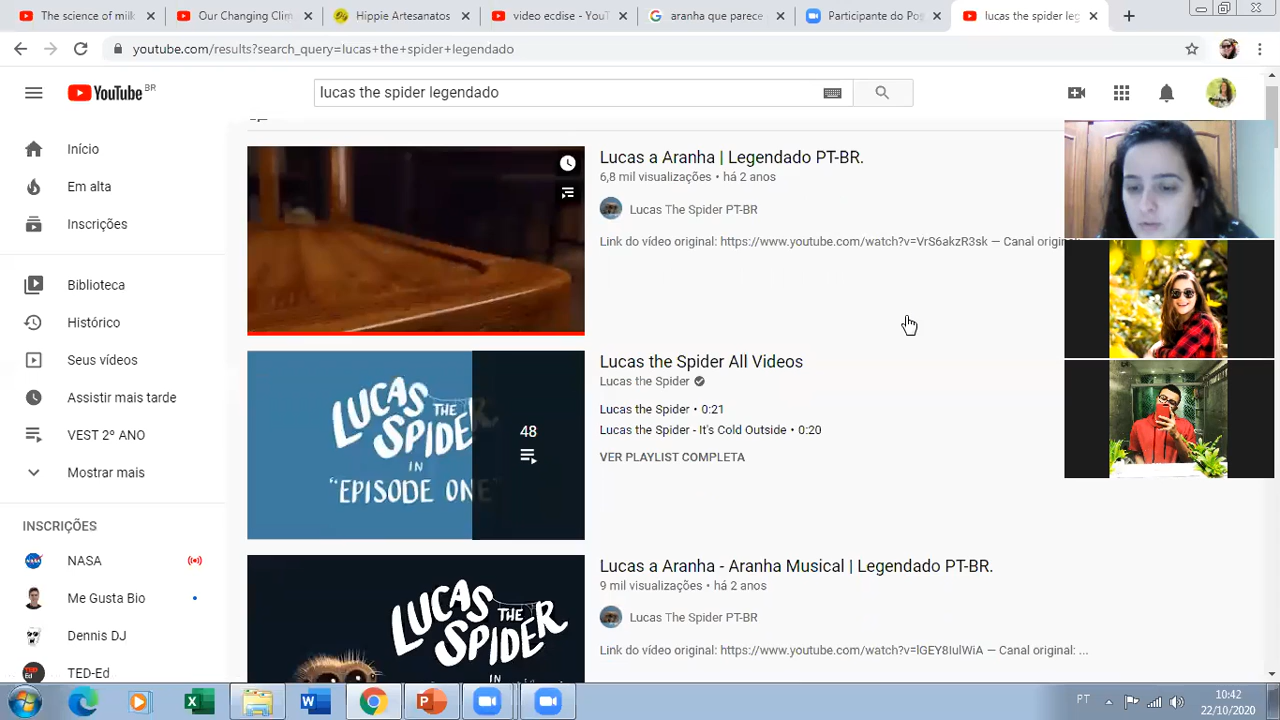 The science of milk
Our Changing Clim
Hippie Artesanatos
video ecdise - YouT
aranha que parece
Participante do Pos
lucas the spider leg
youtube.com/results?search_query=lucas+the+spider+legendado
YouTube BR
lucas the spider legendado
Início
Em alta
Inscrições
Biblioteca
Histórico
Seus vídeos
Assistir mais tarde
VEST 2º ANO
Mostrar mais
INSCRIÇÕES
NASA
Me Gusta Bio
Dennis DJ
TED-Ed
TED Ed
Lucas a Aranha | Legendado PT-BR.
6,8 mil visualizações • há 2 anos
Lucas The Spider PT-BR
Link do vídeo original: https://www.youtube.com/watch?v=VrS6akzR3sk — Canal origin
LUCAS THE SPIDER IN "EPISODE ONE
48
Lucas the Spider All Videos
Lucas the Spider
Lucas the Spider • 0:21
Lucas the Spider - It's Cold Outside • 0:20
VER PLAYLIST COMPLETA
LUCAS THE SPIDER
Lucas a Aranha - Aranha Musical | Legendado PT-BR.
9 mil visualizações • há 2 anos
Lucas The Spider PT-BR
Link do vídeo original: https://www.youtube.com/watch?v=lGEY8IulWiA — Canal original: ...
PT
10:42
22/10/2020